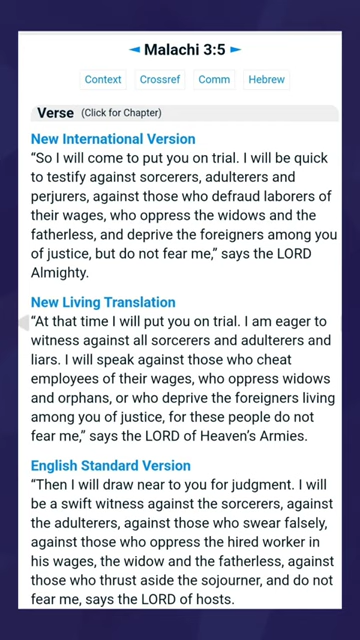 Malachi 3:5
Context Crossref Comm Hebrew
Verse (Click for Chapter)
New International Version
“So I will come to put you on trial. I will be quick
to testify against sorcerers, adulterers and
perjurers, against those who defraud laborers of
their wages, who oppress the widows and the
fatherless, and deprive the foreigners among you
of justice, but do not fear me,” says the LORD
Almighty.
New Living Translation
“At that time I will put you on trial. I am eager to
witness against all sorcerers and adulterers and
liars. I will speak against those who cheat
employees of their wages, who oppress widows
and orphans, or who deprive the foreigners living
among you of justice, for these people do not
fear me,” says the LORD of Heaven’s Armies.
English Standard Version
“Then I will draw near to you for judgment. I will
be a swift witness against the sorcerers, against
the adulterers, against those who swear falsely,
against those who oppress the hired worker in
his wages, the widow and the fatherless, against
those who thrust aside the sojourner, and do not
fear me, says the LORD of hosts.